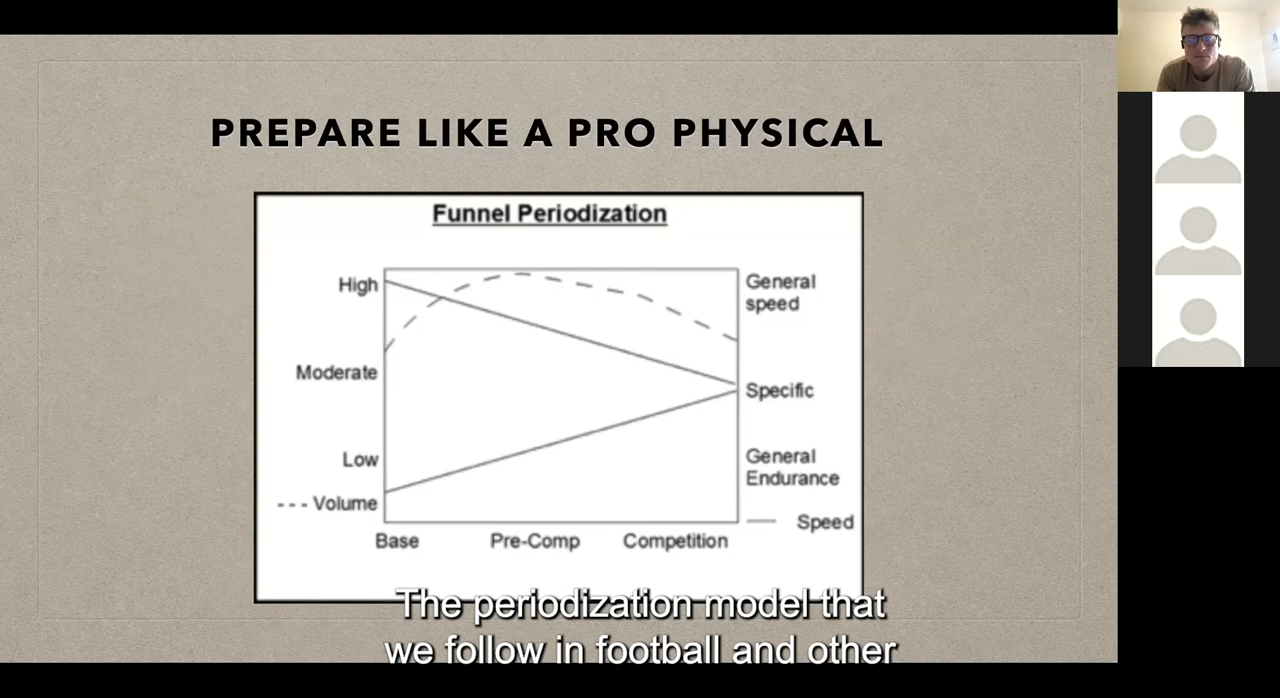 PREPARE LIKE A PRO PHYSICAL
Funnel Periodization
High
Moderate
Low
--- Volume
General
speed
Specific
General
Endurance
— Speed
Base
Pre-Comp
Competition
The periodization model that
we follow in football and other